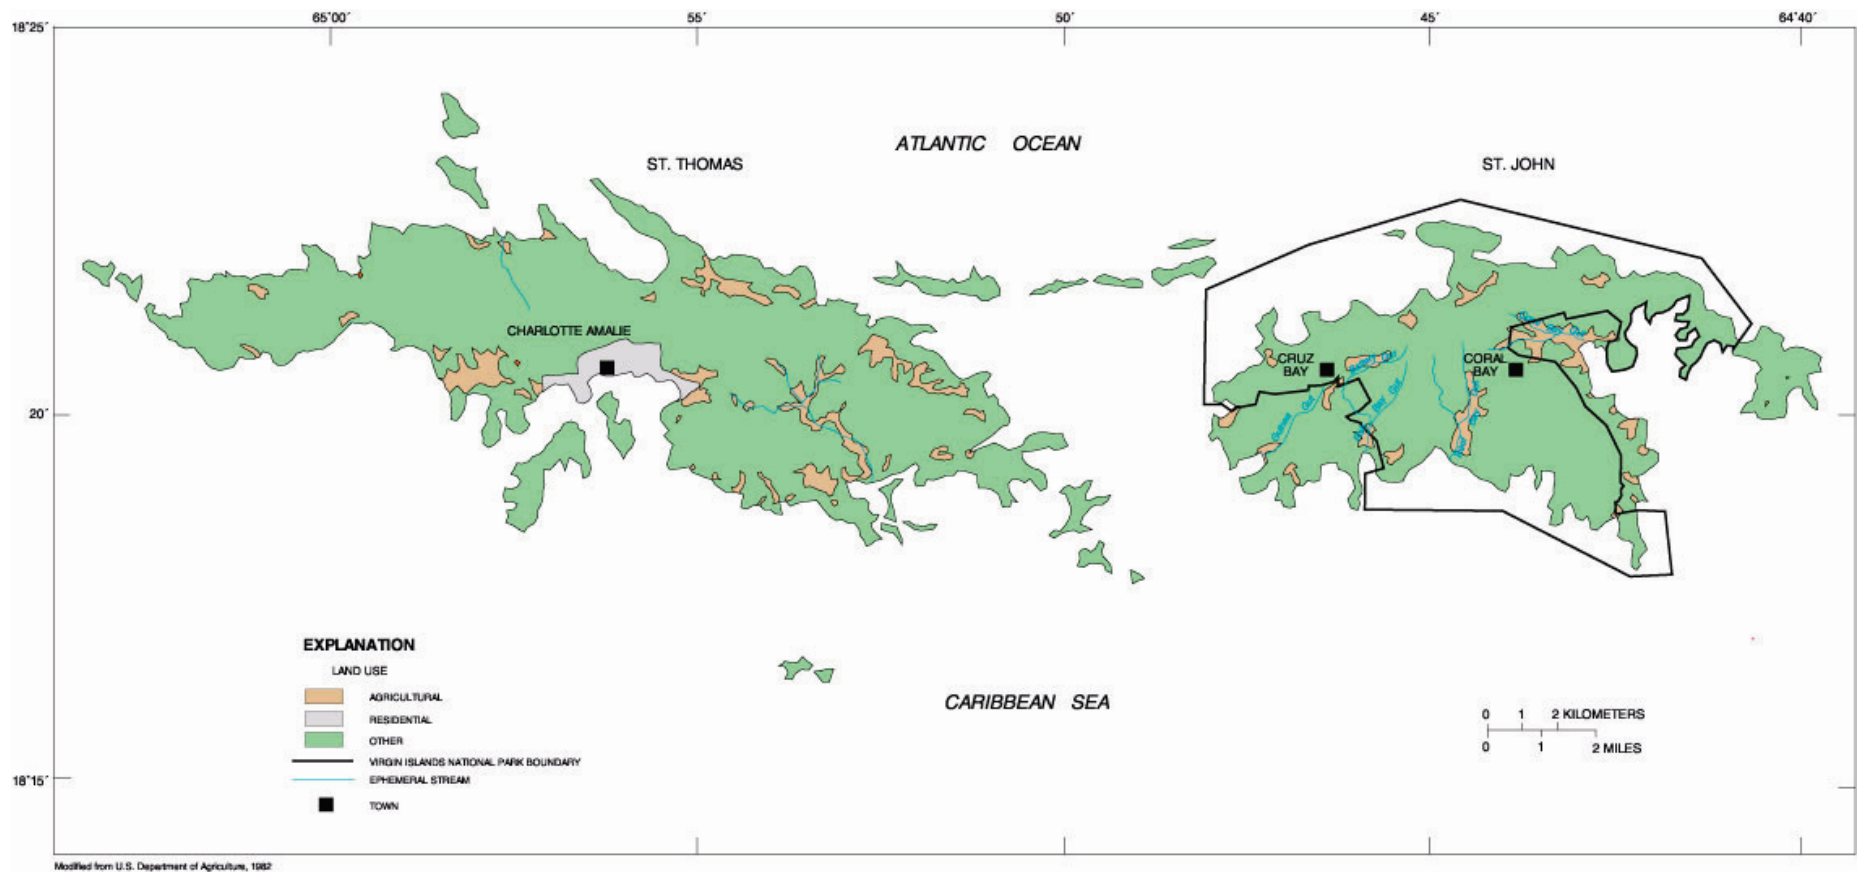 65°00′ 55′ 50′ 45′ 64°40′
18°25′
ATLANTIC OCEAN
ST. THOMAS
ST. JOHN
CHARLOTTE AMALIE
CRUZ
BAY
CORAL
BAY
20′
EXPLANATION
LAND USE
AGRICULTURAL
RESIDENTIAL
OTHER
VIRGIN ISLANDS NATIONAL PARK BOUNDARY
EPHEMERAL STREAM
TOWN
CARIBBEAN SEA
0 1 2 KILOMETERS
0 1 2 MILES
18°15′
Modified from U.S. Department of Agriculture, 1982